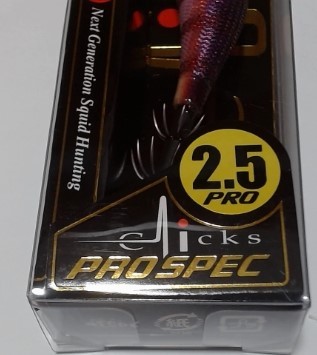 Next Generation Squid Hunting
2.5
PRO
clicks
PROSPEC